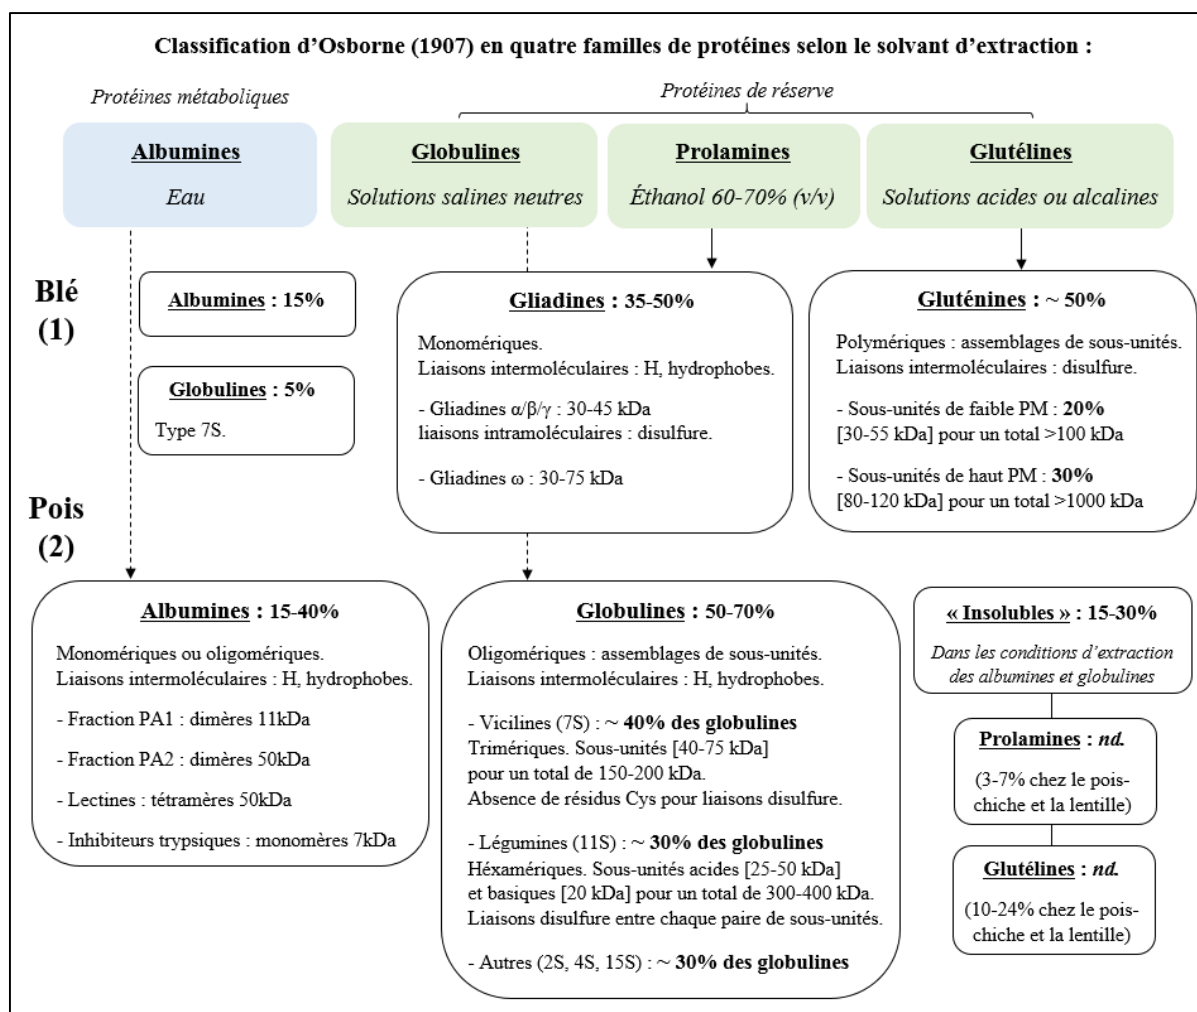 Classification d’Osborne (1907) en quatre familles de protéines selon le solvant d’extraction :
Protéines métaboliques
Protéines de réserve
Albumines
Eau
Globulines
Solutions salines neutres
Prolamines
Éthanol 60-70% (v/v)
Glutélines
Solutions acides ou alcalines
Blé
(1)
Albumines : 15%
Globulines : 5%
Type 7S.
Gliadines : 35-50%
Monomériques.
Liaisons intermoléculaires : H, hydrophobes.
- Gliadines α/β/γ : 30-45 kDa
liaisons intramoléculaires : disulfure.
- Gliadines ω : 30-75 kDa
Gluténines : ~ 50%
Polymériques : assemblages de sous-unités.
Liaisons intermoléculaires : disulfure.
- Sous-unités de faible PM : 20%
[30-55 kDa] pour un total >100 kDa
- Sous-unités de haut PM : 30%
[80-120 kDa] pour un total >1000 kDa
Pois
(2)
Albumines : 15-40%
Monomériques ou oligomériques.
Liaisons intermoléculaires : H, hydrophobes.
- Fraction PA1 : dimères 11kDa
- Fraction PA2 : dimères 50kDa
- Lectines : tétramères 50kDa
- Inhibiteurs trypsiques : monomères 7kDa
Globulines : 50-70%
Oligomériques : assemblages de sous-unités.
Liaisons intermoléculaires : H, hydrophobes.
- Vicilines (7S) : ~ 40% des globulines
Trimériques. Sous-unités [40-75 kDa]
pour un total de 150-200 kDa.
Absence de résidus Cys pour liaisons disulfure.
- Légumines (11S) : ~ 30% des globulines
Héxamériques. Sous-unités acides [25-50 kDa]
et basiques [20 kDa] pour un total de 300-400 kDa.
Liaisons disulfure entre chaque paire de sous-unités.
- Autres (2S, 4S, 15S) : ~ 30% des globulines
« Insolubles » : 15-30%
Dans les conditions d’extraction
des albumines et globulines
Prolamines : nd.
(3-7% chez le pois-
chiche et la lentille)
Glutélines : nd.
(10-24% chez le pois-
chiche et la lentille)